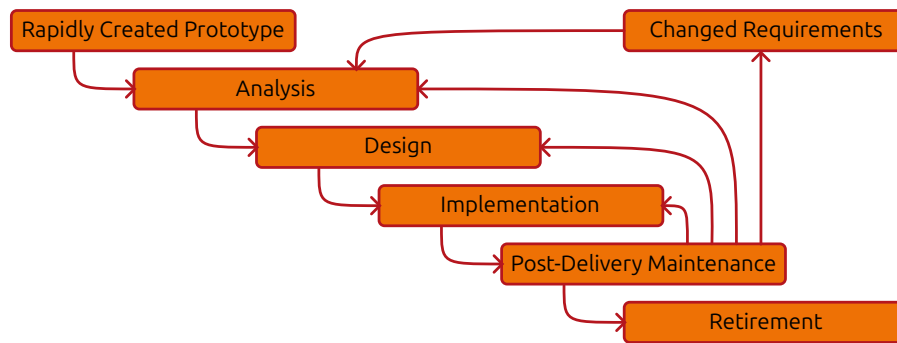 Rapidly Created Prototype
Changed Requirements
Analysis
Design
Implementation
Post-Delivery Maintenance
Retirement